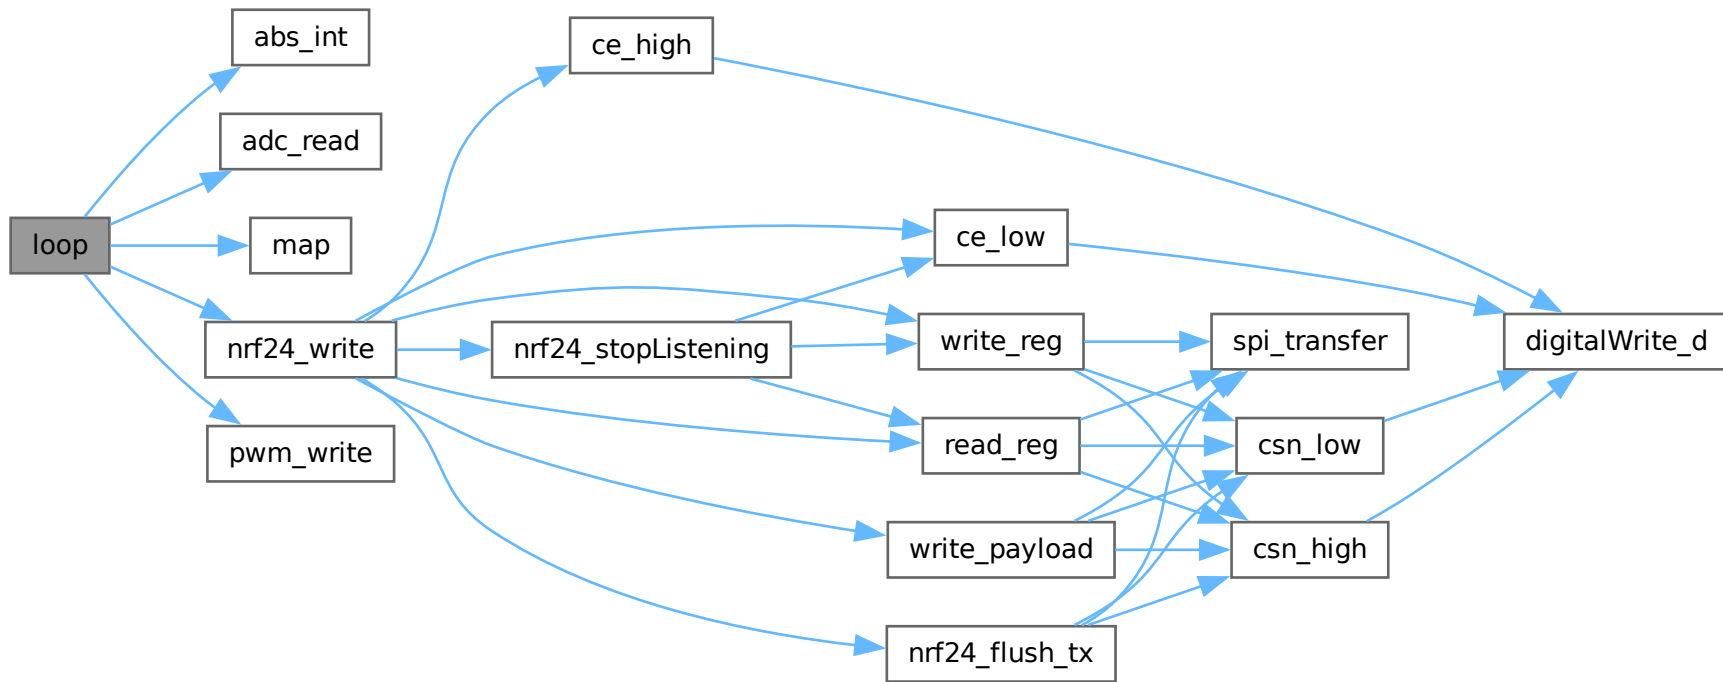 loop
abs_int
adc_read
map
nrf24_write
pwm_write
ce_high
nrf24_stopListening
ce_low
write_reg
read_reg
write_payload
nrf24_flush_tx
spi_transfer
csn_low
csn_high
digitalWrite_d